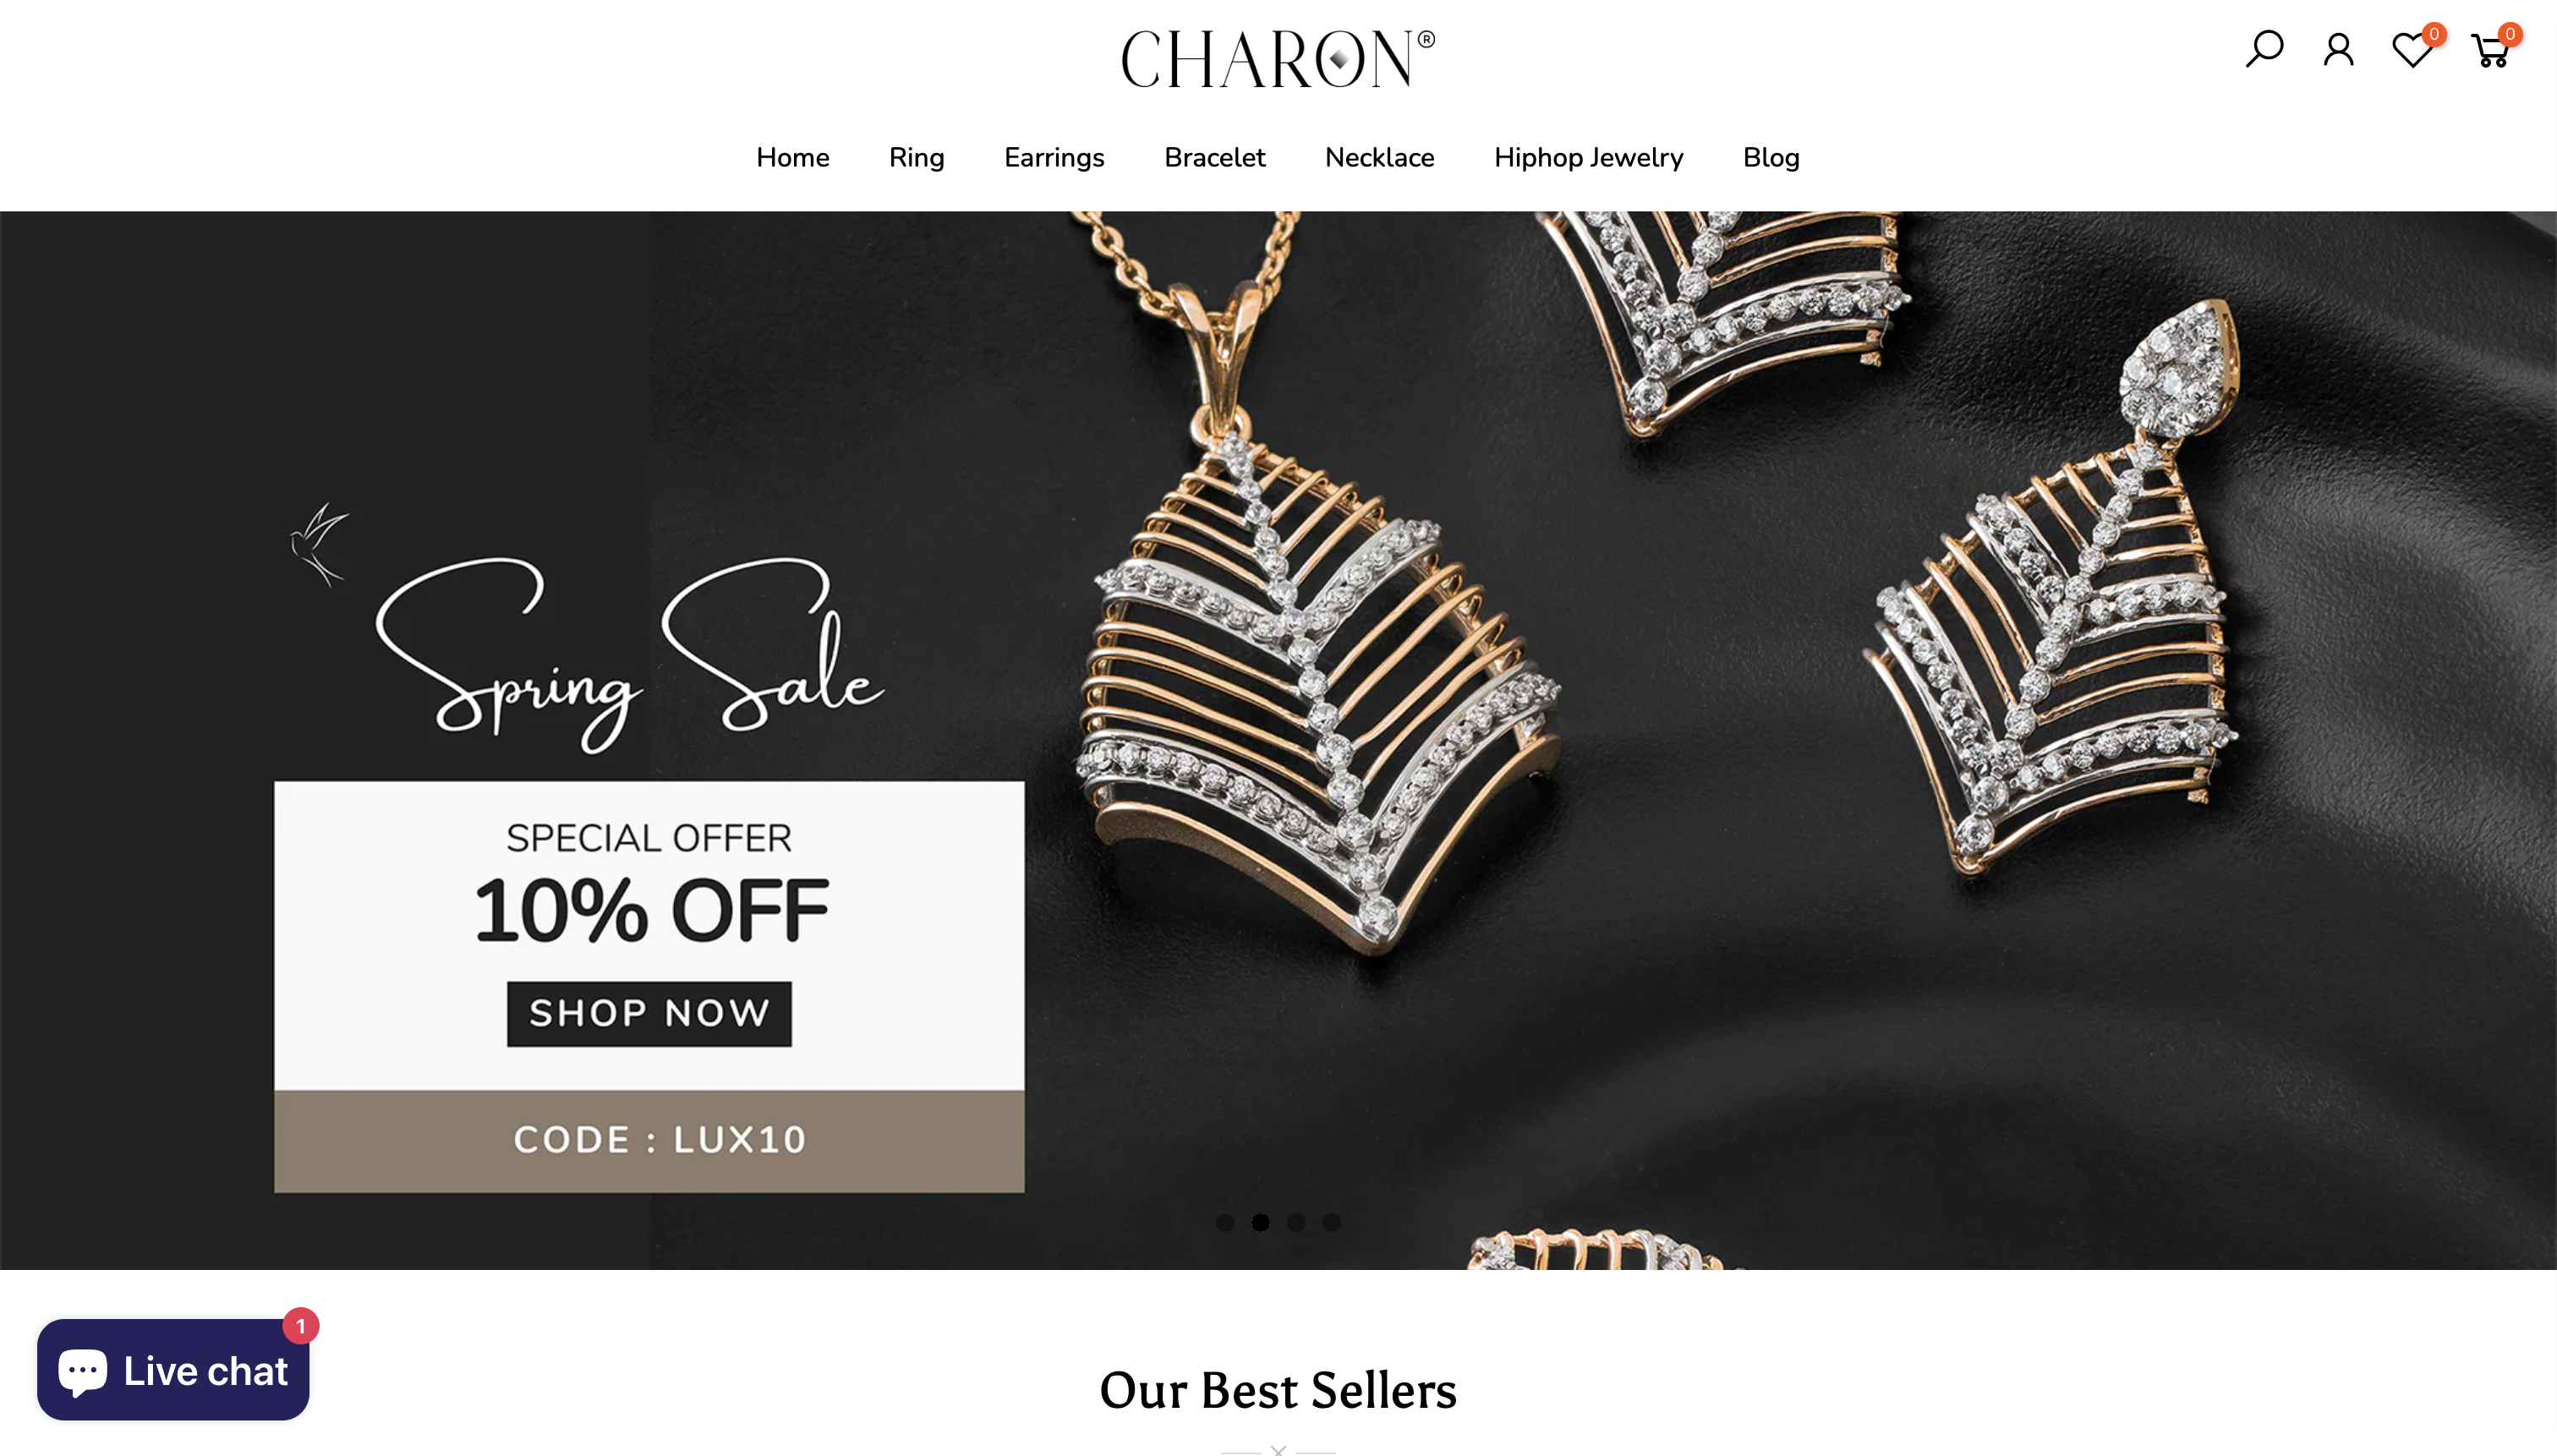 CHARON®
0
0
Home Ring Earrings Bracelet Necklace Hiphop Jewelry Blog
Spring Sale
SPECIAL OFFER
10% OFF
SHOP NOW
CODE : LUX10
1
Live chat
Our Best Sellers